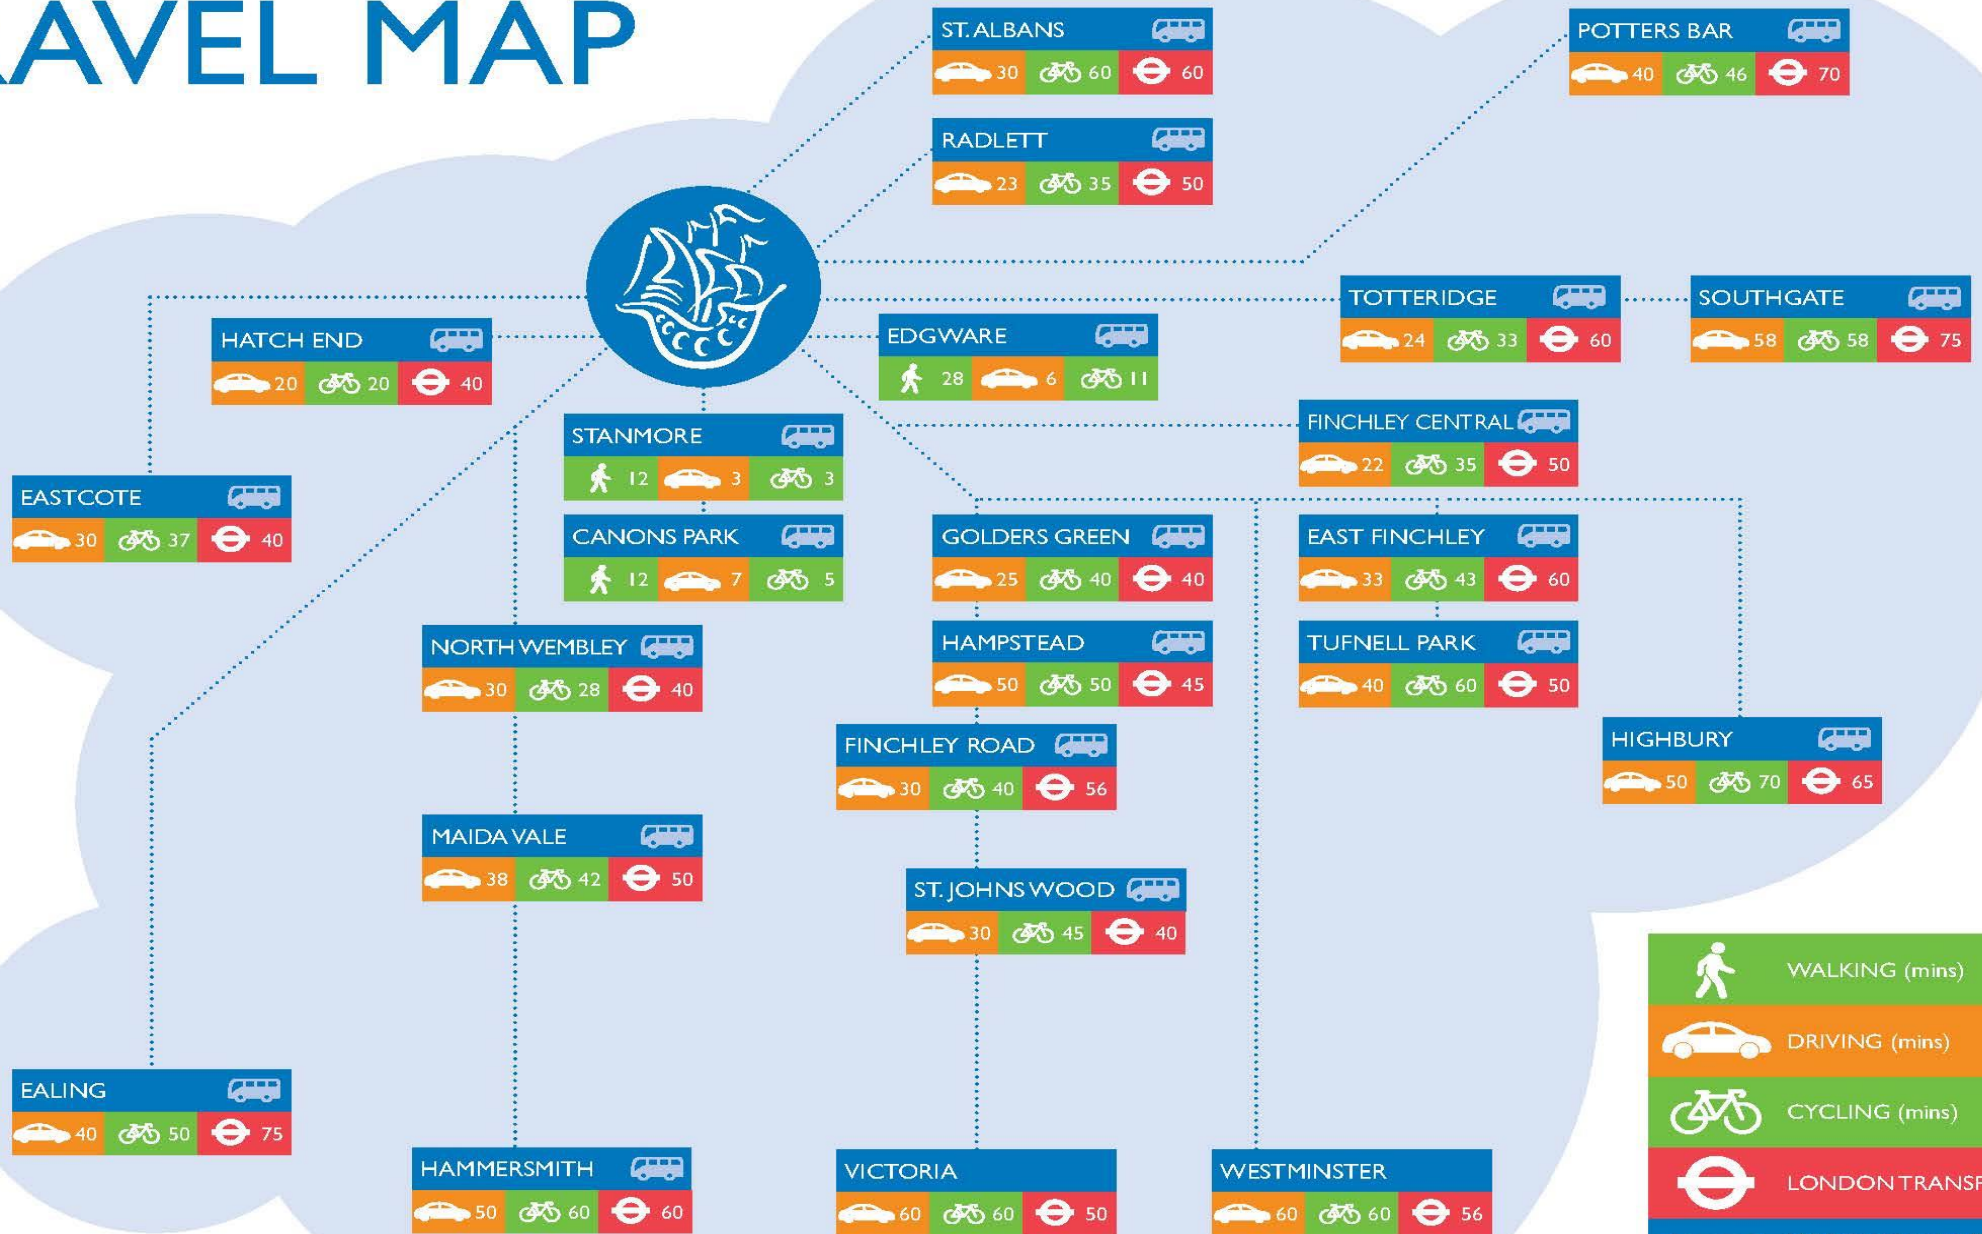 AVEL MAP
ST. ALBANS
30 60 60
POTTERS BAR
40 46 70
RADLETT
23 35 50
TOTTERIDGE
24 33 60
SOUTHGATE
58 58 75
HATCH END
20 20 40
EDGWARE
28 6 11
STANMORE
12 3 3
FINCHLEY CENTRAL
22 35 50
EASTCOTE
30 37 40
CANONS PARK
12 7 5
GOLDERS GREEN
25 40 40
EAST FINCHLEY
33 43 60
NORTH WEMBLEY
30 28 40
HAMPSTEAD
50 50 45
TUFNELL PARK
40 60 50
FINCHLEY ROAD
30 40 56
HIGHBURY
50 70 65
MAIDA VALE
38 42 50
ST. JOHNS WOOD
30 45 40
EALING
40 50 75
HAMMERSMITH
50 60 60
VICTORIA
60 60 50
WESTMINSTER
60 60 56
WALKING (mins)
DRIVING (mins)
CYCLING (mins)
LONDON TRANSP